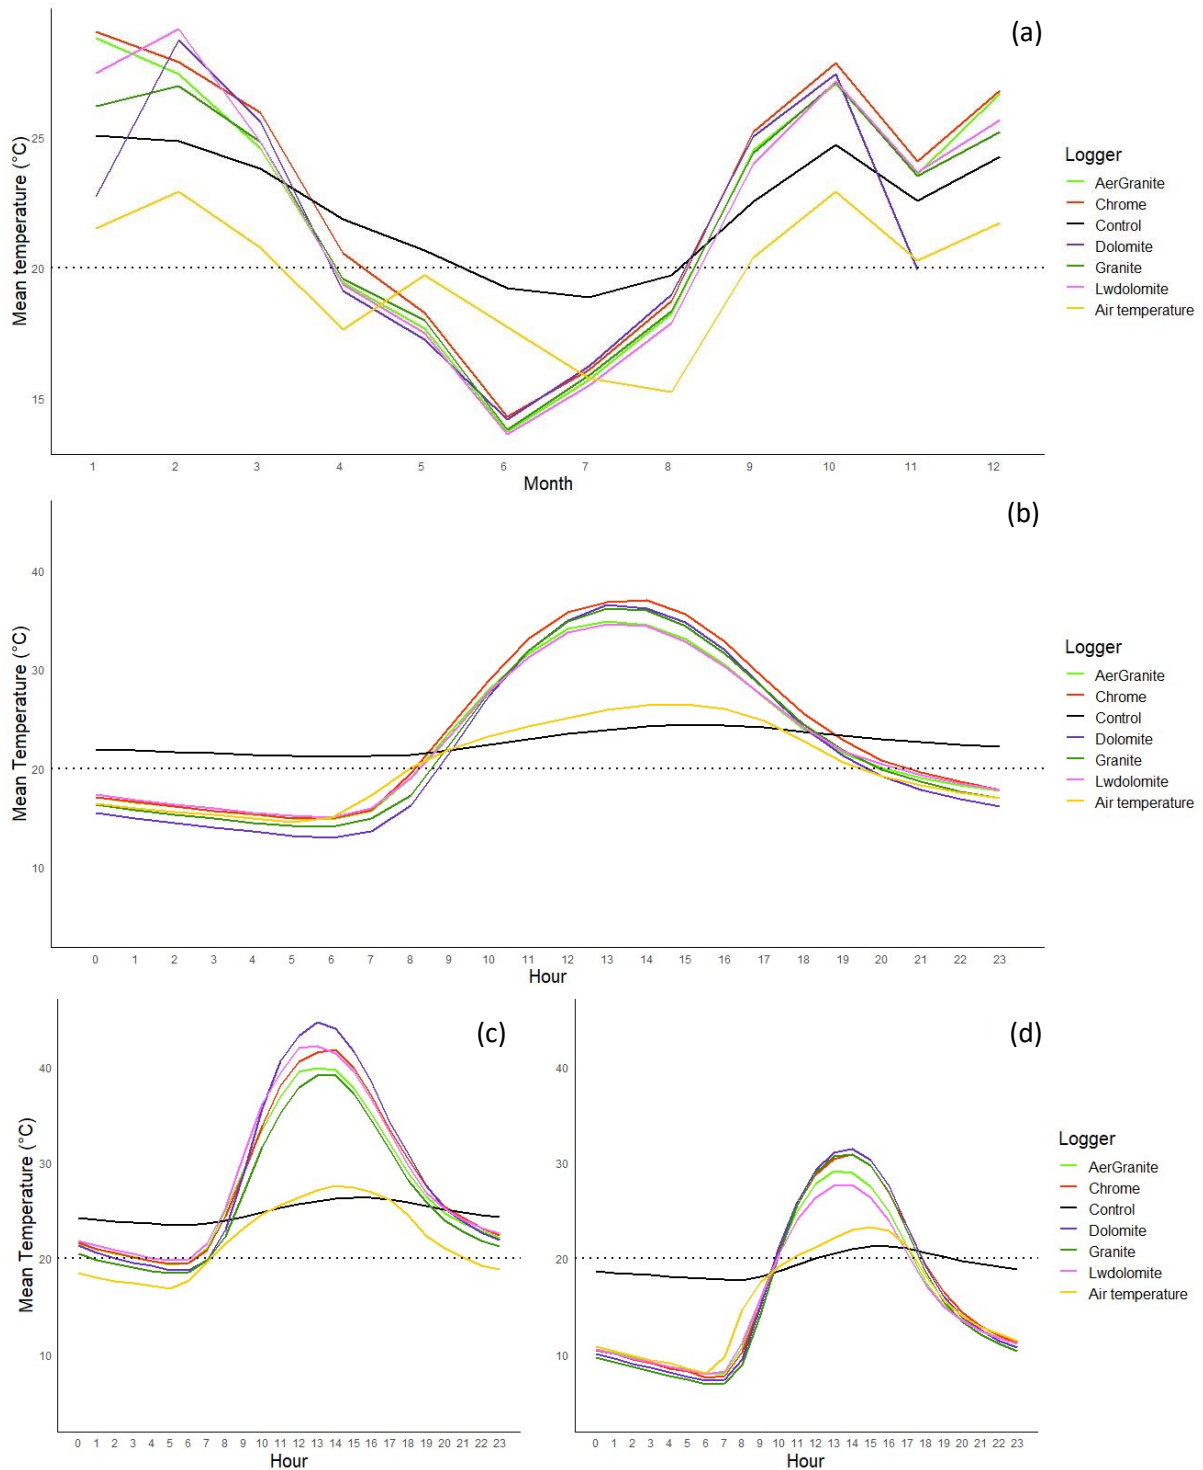 (a)
Mean temperature (°C)
25
20
15
1 2 3 4 5 6 7 8 9 10 11 12
Month
Logger
AerGranite
Chrome
Control
Dolomite
Granite
Lwdolomite
Air temperature
(b)
Mean Temperature (°C)
40
30
20
10
0 1 2 3 4 5 6 7 8 9 10 11 12 13 14 15 16 17 18 19 20 21 22 23
Hour
Logger
AerGranite
Chrome
Control
Dolomite
Granite
Lwdolomite
Air temperature
(c)
Mean Temperature (°C)
40
30
20
10
0 1 2 3 4 5 6 7 8 9 10 11 12 13 14 15 16 17 18 19 20 21 22 23
Hour
(d)
40
30
20
10
0 1 2 3 4 5 6 7 8 9 10 11 12 13 14 15 16 17 18 19 20 21 22 23
Hour
Logger
AerGranite
Chrome
Control
Dolomite
Granite
Lwdolomite
Air temperature